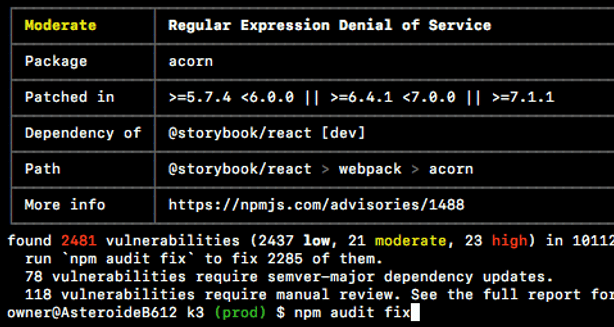 Moderate Regular Expression Denial of Service
Package acorn
Patched in >=5.7.4 <6.0.0 || >=6.4.1 <7.0.0 || >=7.1.1
Dependency of @storybook/react [dev]
Path @storybook/react > webpack > acorn
More info https://npmjs.com/advisories/1488
found 2481 vulnerabilities (2437 low, 21 moderate, 23 high) in 10112
run `npm audit fix` to fix 2285 of them.
78 vulnerabilities require semver-major dependency updates.
118 vulnerabilities require manual review. See the full report for
owner@AsteroideB612 k3 (prod) $ npm audit fix